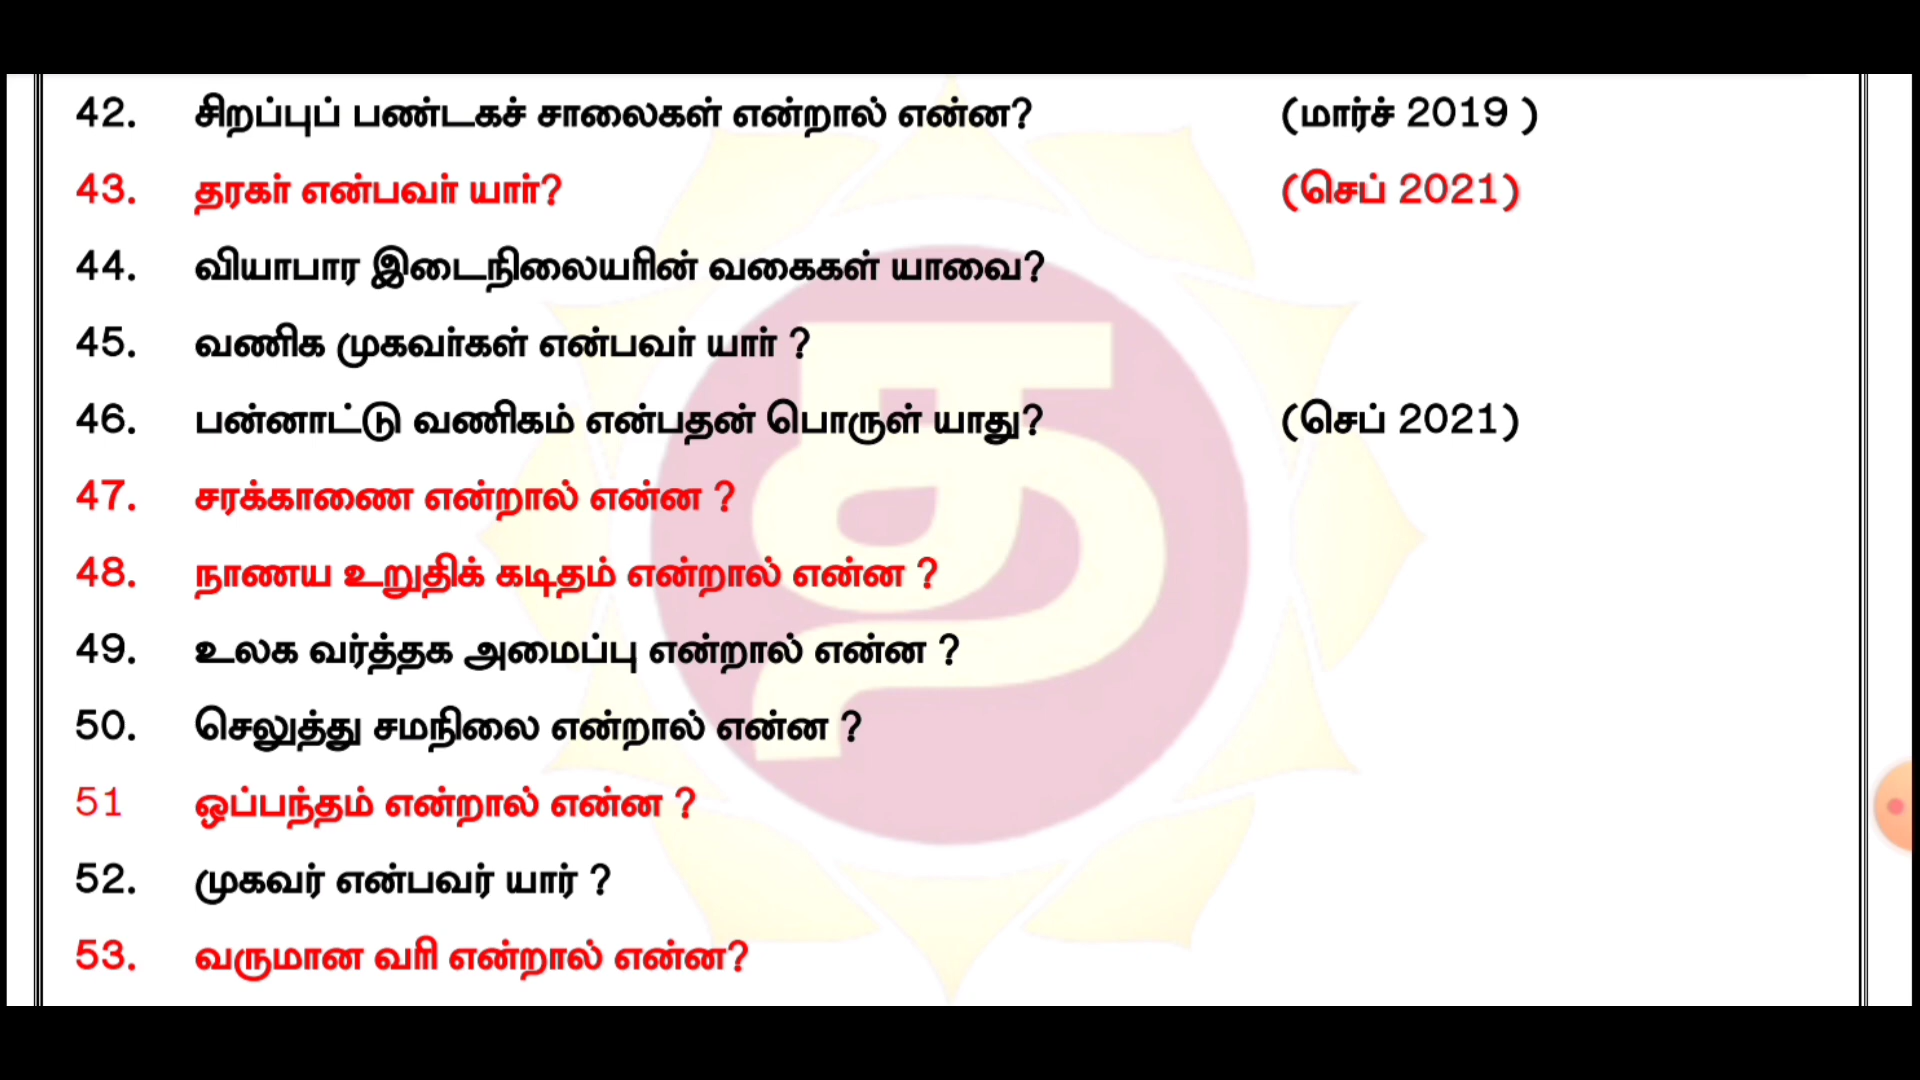 42. சிறப்புப் பண்டகச் சாலைகள் என்றால் என்ன? (மார்ச் 2019 )
43. தரகர் என்பவர் யார்? (செப் 2021)
44. வியாபார இடைநிலையரின் வகைகள் யாவை?
45. வணிக முகவர்கள் என்பவர் யார் ?
46. பன்னாட்டு வணிகம் என்பதன் பொருள் யாது? (செப் 2021)
47. சரக்காணை என்றால் என்ன ?
48. நாணய உறுதிக் கடிதம் என்றால் என்ன ?
49. உலக வர்த்தக அமைப்பு என்றால் என்ன ?
50. செலுத்து சமநிலை என்றால் என்ன ?
51 ஒப்பந்தம் என்றால் என்ன ?
52. முகவர் என்பவர் யார் ?
53. வருமான வரி என்றால் என்ன?
த